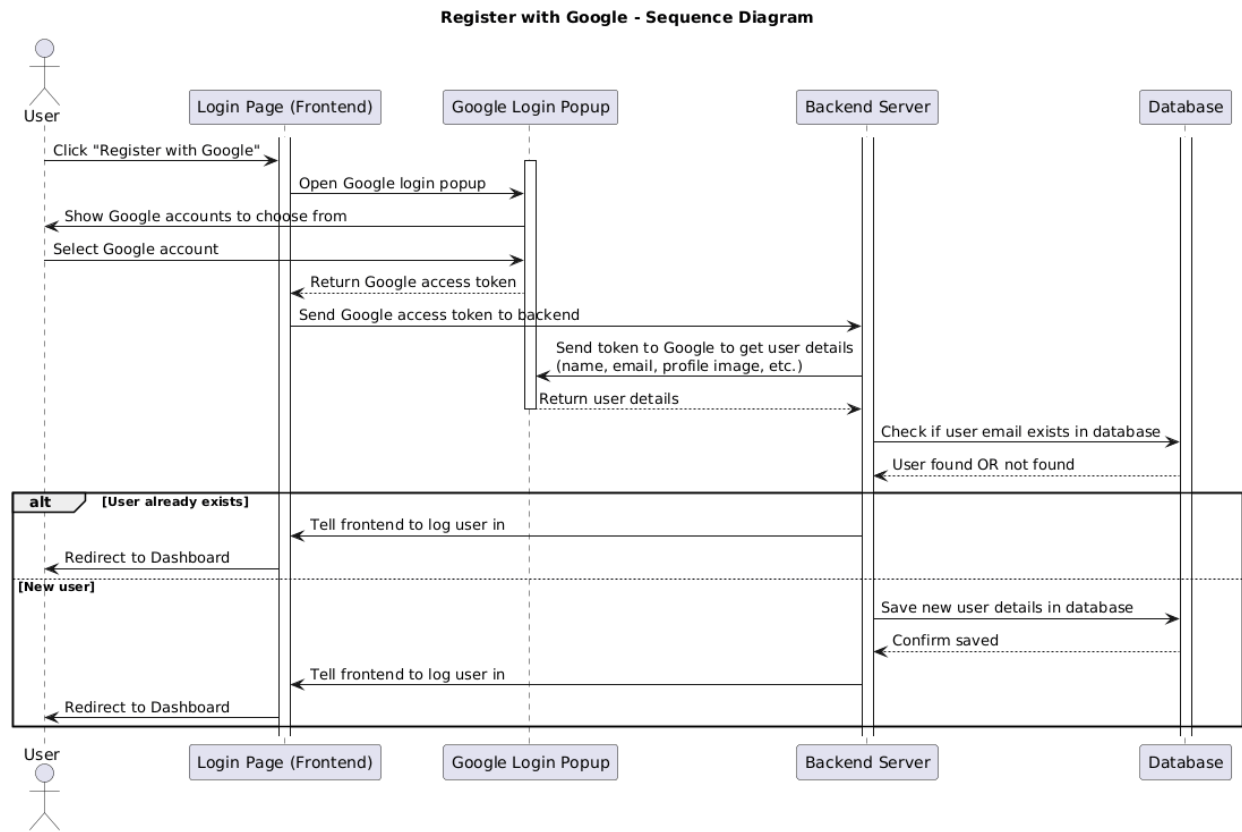 Register with Google - Sequence Diagram
User
Login Page (Frontend)
Google Login Popup
Backend Server
Database
Click "Register with Google"
Open Google login popup
Show Google accounts to choose from
Select Google account
Return Google access token
Send Google access token to backend
Send token to Google to get user details
(name, email, profile image, etc.)
Return user details
Check if user email exists in database
User found OR not found
alt
[User already exists]
Tell frontend to log user in
Redirect to Dashboard
[New user]
Save new user details in database
Confirm saved
Tell frontend to log user in
Redirect to Dashboard
User
Login Page (Frontend)
Google Login Popup
Backend Server
Database